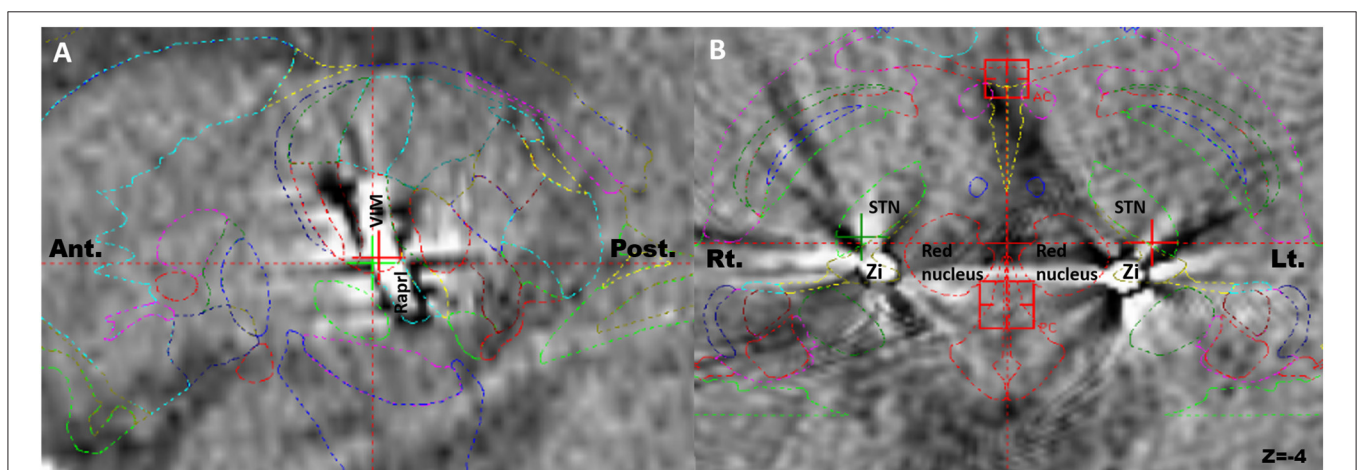 A
Ant.
VIM
Raprl
Post.
B
AC
STN
STN
Rt.
Zi
Red
nucleus
Red
nucleus
Zi
Lt.
PC
Z=-4